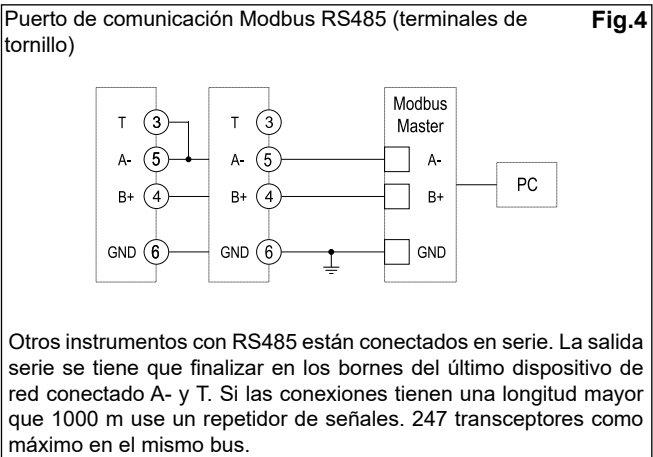 Puerto de comunicación Modbus RS485 (terminales de tornillo) Fig.4
Modbus
Master
T 3 T 3
A- 5 A- 5 A-
B+ 4 B+ 4 B+ PC
GND 6 GND 6 GND
Otros instrumentos con RS485 están conectados en serie. La salida
serie se tiene que finalizar en los bornes del último dispositivo de
red conectado A- y T. Si las conexiones tienen una longitud mayor
que 1000 m use un repetidor de señales. 247 transceptores como
máximo en el mismo bus.